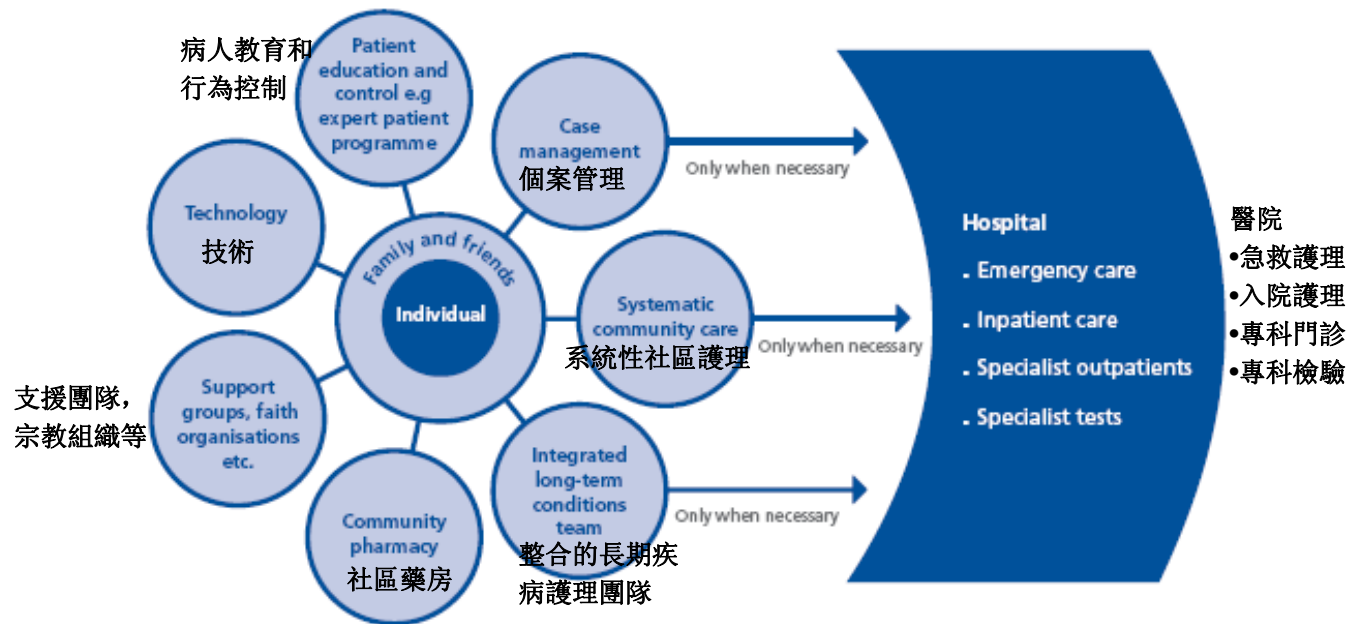 病人教育和
行為控制
Patient
education and
control e.g
expert patient
programme
Case
management
個案管理
Only when necessary
Technology
技術
Family and friends
Individual
Systematic
community care
系統性社區護理
Only when necessary
Support
groups, faith
organisations
etc.
支援團隊，
宗教組織等
Community
pharmacy
社區藥房
Integrated
long-term
conditions
team
整合的長期疾
病護理團隊
Only when necessary
Hospital
. Emergency care
. Inpatient care
. Specialist outpatients
. Specialist tests
醫院
•急救護理
•入院護理
•專科門診
•專科檢驗